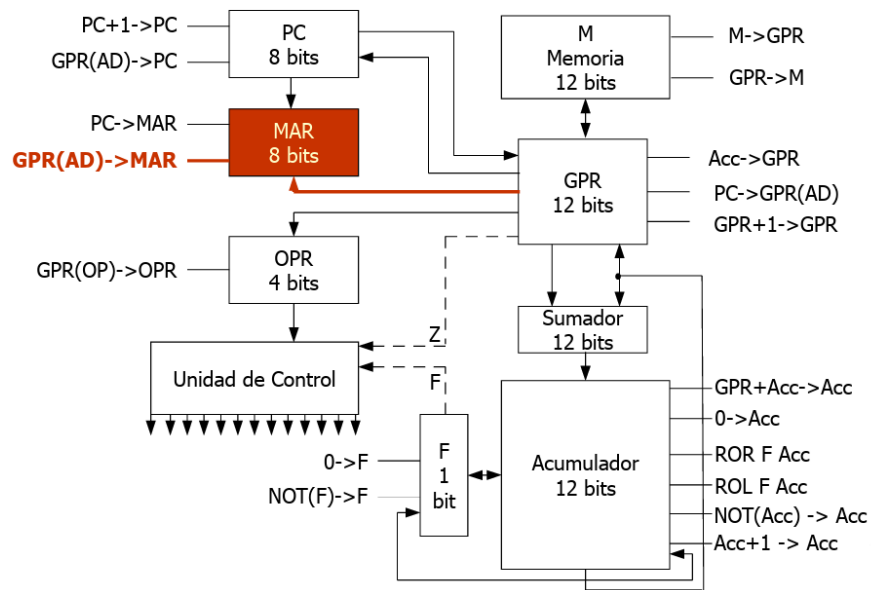 PC+1->PC
GPR(AD)->PC
PC
8 bits
M
Memoria
12 bits
M->GPR
GPR->M
PC->MAR
GPR(AD)->MAR
MAR
8 bits
GPR
12 bits
Acc->GPR
PC->GPR(AD)
GPR+1->GPR
GPR(OP)->OPR
OPR
4 bits
Z
F
Sumador
12 bits
Unidad de Control
0->F
NOT(F)->F
F
1
bit
Acumulador
12 bits
GPR+Acc->Acc
0->Acc
ROR F Acc
ROL F Acc
NOT(Acc) -> Acc
Acc+1 -> Acc